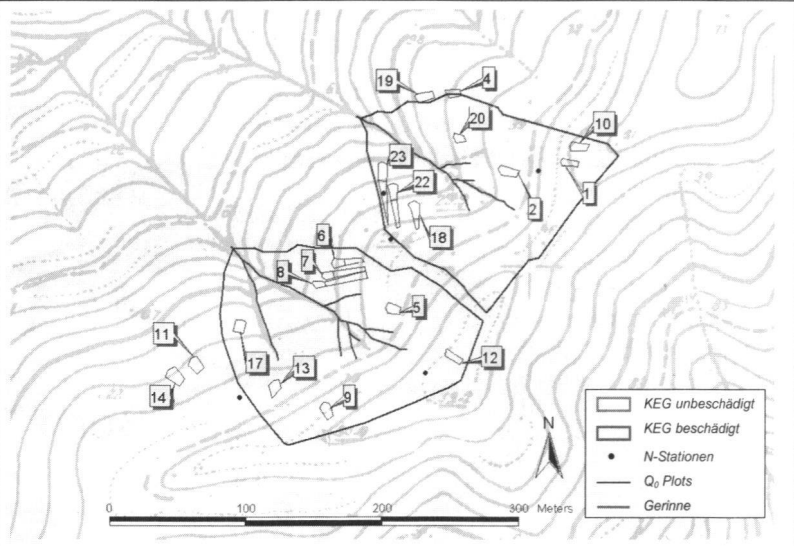 19
4
10
20
23
22
1
2
18
6
7
8
5
11
17
13
12
14
9
N
KEG unbeschädigt
KEG beschädigt
N-Stationen
Q₀ Plots
Gerinne
0 100 200 300 Meters